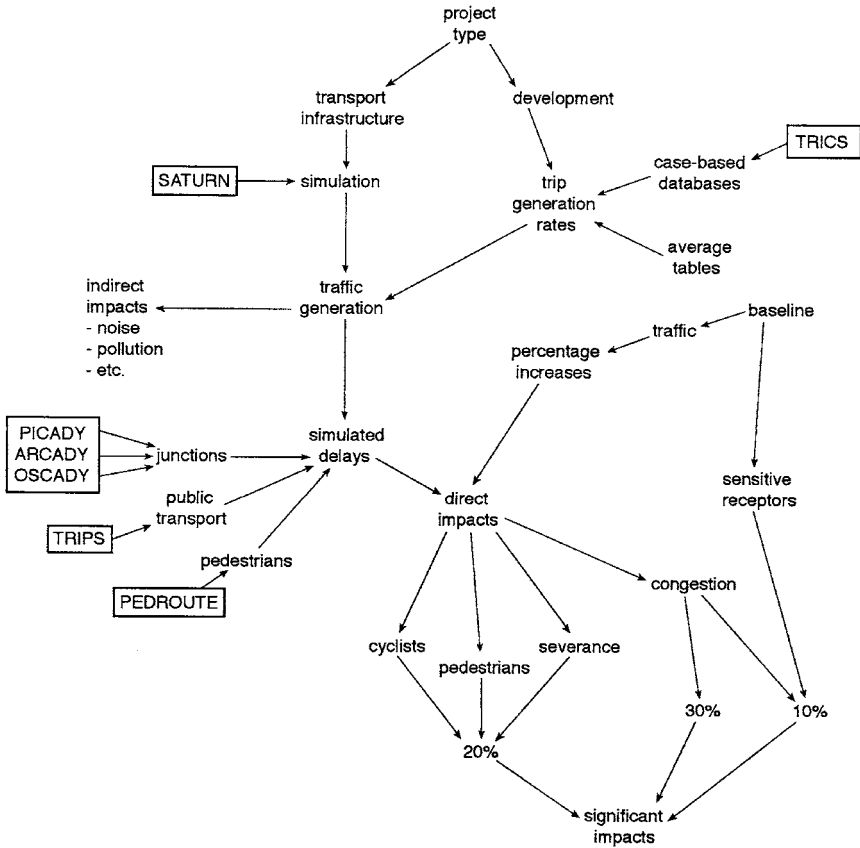 project
type
transport
infrastructure
development
TRICS
case-based
databases
SATURN
simulation
trip
generation
rates
average
tables
indirect
impacts
- noise
- pollution
- etc.
traffic
generation
baseline
traffic
percentage
increases
PICADY
ARCADY
OSCADY
junctions
simulated
delays
sensitive
receptors
public
transport
direct
impacts
TRIPS
pedestrians
PEDROUTE
congestion
cyclists
pedestrians
severance
30%
10%
20%
significant
impacts